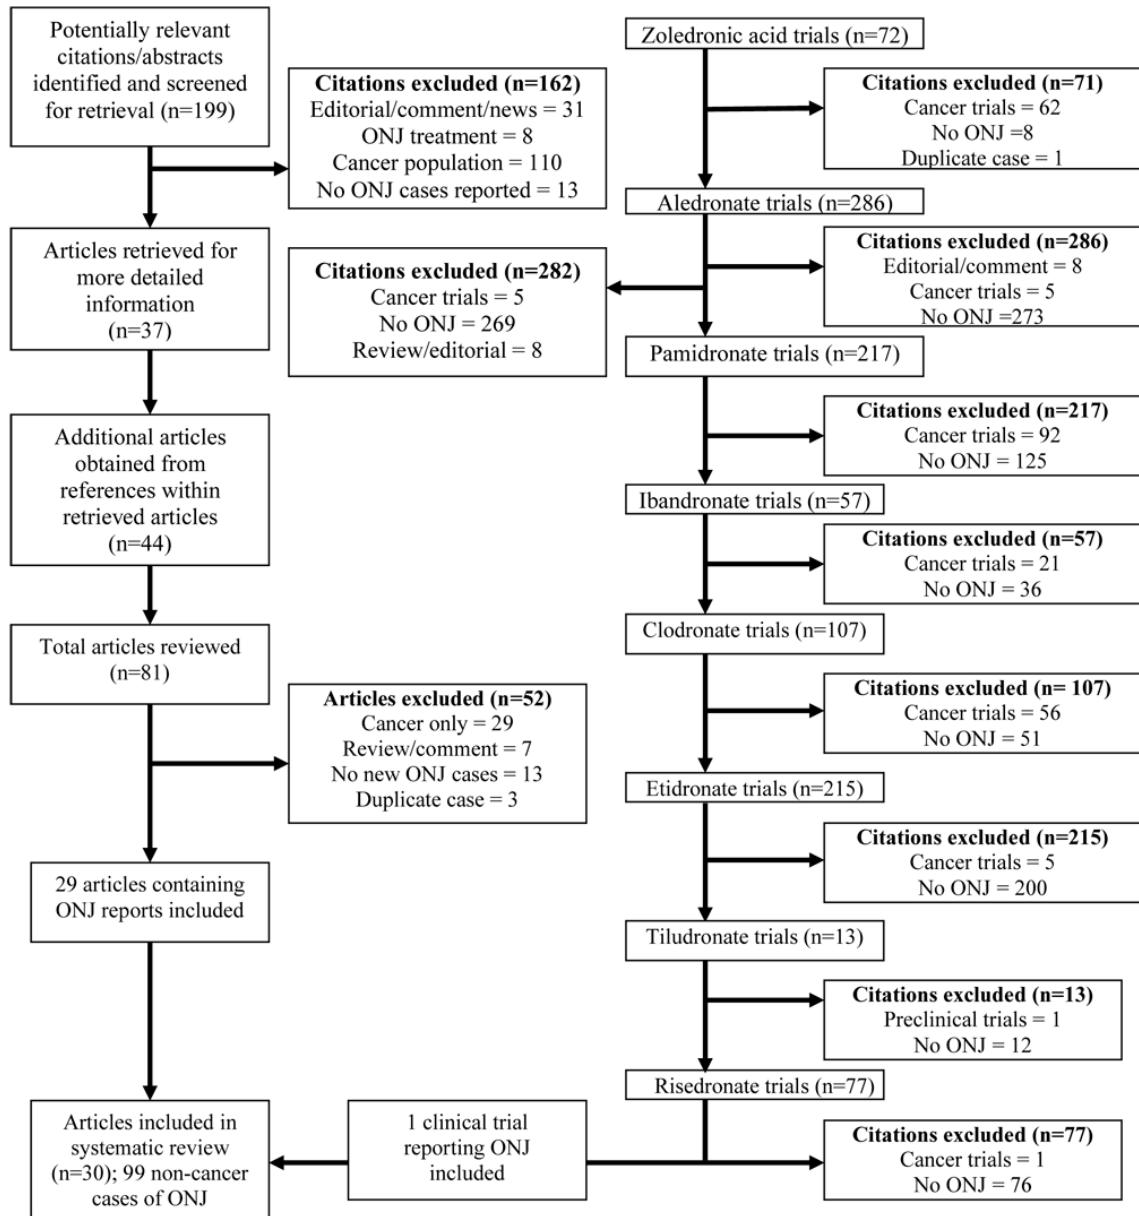 Potentially relevant
citations/abstracts
identified and screened
for retrieval (n=199)
Citations excluded (n=162)
Editorial/comment/news = 31
ONJ treatment = 8
Cancer population = 110
No ONJ cases reported = 13
Articles retrieved for
more detailed
information
(n=37)
Additional articles
obtained from
references within
retrieved articles
(n=44)
Total articles reviewed
(n=81)
Articles excluded (n=52)
Cancer only = 29
Review/comment = 7
No new ONJ cases = 13
Duplicate case = 3
29 articles containing
ONJ reports included
Articles included in
systematic review
(n=30); 99 non-cancer
cases of ONJ
Zoledronic acid trials (n=72)
Citations excluded (n=71)
Cancer trials = 62
No ONJ =8
Duplicate case = 1
Aledronate trials (n=286)
Citations excluded (n=286)
Editorial/comment = 8
Cancer trials = 5
No ONJ =273
Citations excluded (n=282)
Cancer trials = 5
No ONJ = 269
Review/editorial = 8
Pamidronate trials (n=217)
Citations excluded (n=217)
Cancer trials = 92
No ONJ = 125
Ibandronate trials (n=57)
Citations excluded (n=57)
Cancer trials = 21
No ONJ = 36
Clodronate trials (n=107)
Citations excluded (n= 107)
Cancer trials = 56
No ONJ = 51
Etidronate trials (n=215)
Citations excluded (n=215)
Cancer trials = 5
No ONJ = 200
Tiludronate trials (n=13)
Citations excluded (n=13)
Preclinical trials = 1
No ONJ = 12
Risedronate trials (n=77)
Citations excluded (n=77)
Cancer trials = 1
No ONJ = 76
1 clinical trial
reporting ONJ
included